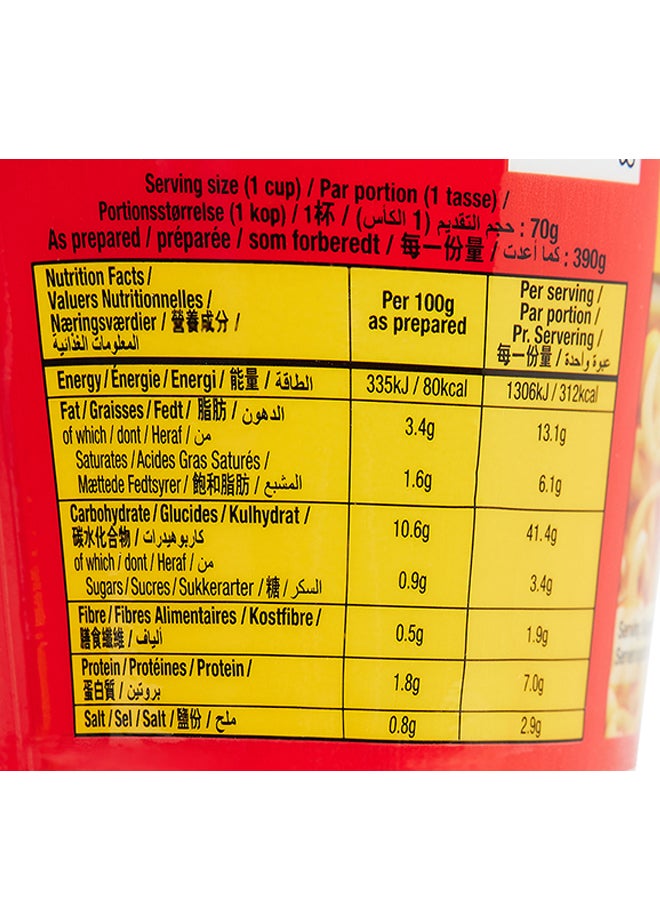 Serving size (1 cup) / Par portion (1 tasse) /
Portionsstørrelse (1 kop) / 1杯 / حجم التقديم (1 الكأس) : 70g
As prepared / préparée / som forberedt / 每一份量 / كما أعدت : 390g
Nutrition Facts /
Valuers Nutritionnelles /
Næringsværdier / 營養成分 /
المعلومات الغذائية
Per 100g
as prepared
Per serving /
Par portion /
Pr. Servering /
每一份量 / عبوة واحدة
Energy / Énergie / Energi / 能量 / الطاقة 335kJ / 80kcal 1306kJ / 312kcal
Fat / Graisses / Fedt / 脂肪 / الدهون 3.4g 13.1g
of which / dont / Heraf / من
Saturates / Acides Gras Saturés /
Mættede Fedtsyrer / 飽和脂肪 / المشبع 1.6g 6.1g
Carbohydrate / Glucides / Kulhydrat /
碳水化合物 / كاربوهيدرات 10.6g 41.4g
of which / dont / Heraf / من
Sugars / Sucres / Sukkerarter / 糖 / السكر 0.9g 3.4g
Fibre / Fibres Alimentaires / Kostfibre /
膳食纖維 / ألياف 0.5g 1.9g
Protein / Protéines / Protein /
蛋白質 / بروتين 1.8g 7.0g
Salt / Sel / Salt / 鹽份 / ملح 0.8g 2.9g